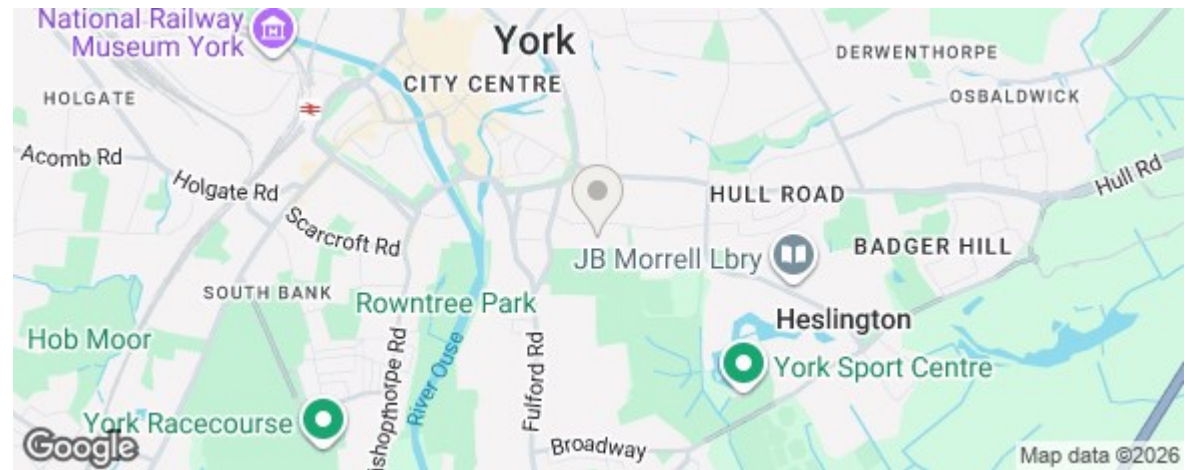 National Railway
Museum York
York
DERWENTHORPE
HOLGATE
CITY CENTRE
OSBALDWICK
Acomb Rd
Holgate Rd
Hull Rd
HULL ROAD
Scarcroft Rd
JB Morrell Lbry
BADGER HILL
SOUTH BANK
Rowntree Park
Heslington
Hob Moor
River Ouse
Fulford Rd
York Sport Centre
York Racecourse
ishopthorpe Rd
Broadway
Google
Map data ©2026